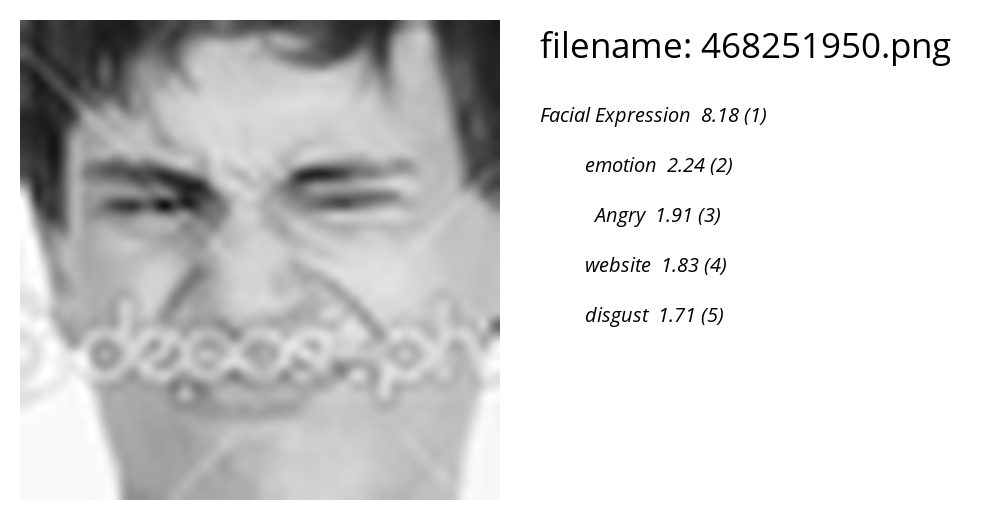 filename: 468251950.png
Facial Expression 8.18 (1)
emotion 2.24 (2)
Angry 1.91 (3)
website 1.83 (4)
disgust 1.71 (5)